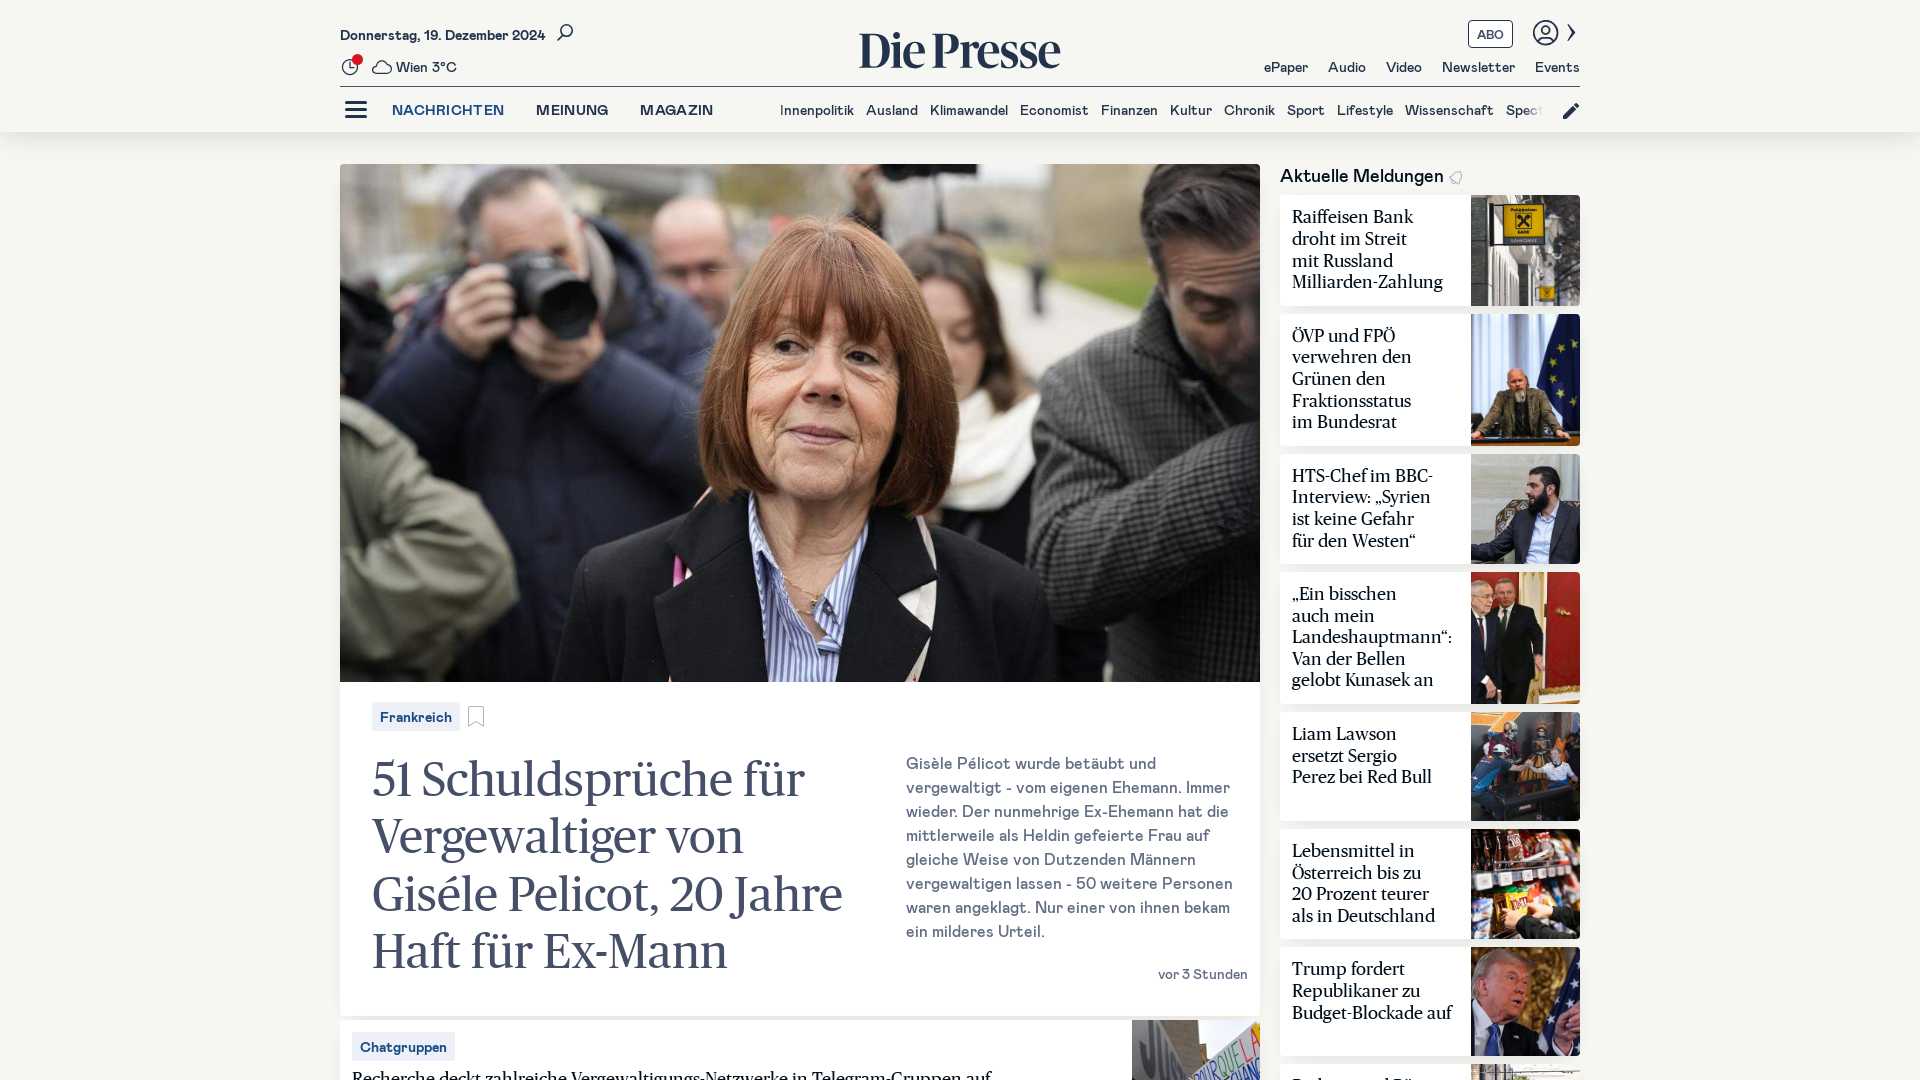 Donnerstag, 19. Dezember 2024
Wien 3°C
Die Presse
ABO
ePaper Audio Video Newsletter Events
NACHRICHTEN MEINUNG MAGAZIN
Innenpolitik Ausland Klimawandel Economist Finanzen Kultur Chronik Sport Lifestyle Wissenschaft Spect
Frankreich
51 Schuldsprüche für
Vergewaltiger von
Giséle Pelicot, 20 Jahre
Haft für Ex-Mann
Gisèle Pélicot wurde betäubt und
vergewaltigt - vom eigenen Ehemann. Immer
wieder. Der nunmehrige Ex-Ehemann hat die
mittlerweile als Heldin gefeierte Frau auf
gleiche Weise von Dutzenden Männern
vergewaltigen lassen - 50 weitere Personen
waren angeklagt. Nur einer von ihnen bekam
ein milderes Urteil.
vor 3 Stunden
Chatgruppen
Recherche deckt zahlreiche Vergewaltigungs-Netzwerke in Telegram-Gruppen auf
Aktuelle Meldungen
Raiffeisen Bank
droht im Streit
mit Russland
Milliarden-Zahlung
ÖVP und FPÖ
verwehren den
Grünen den
Fraktionsstatus
im Bundesrat
HTS-Chef im BBC-
Interview: „Syrien
ist keine Gefahr
für den Westen“
„Ein bisschen
auch mein
Landeshauptmann“:
Van der Bellen
gelobt Kunasek an
Liam Lawson
ersetzt Sergio
Perez bei Red Bull
Lebensmittel in
Österreich bis zu
20 Prozent teurer
als in Deutschland
Trump fordert
Republikaner zu
Budget-Blockade auf